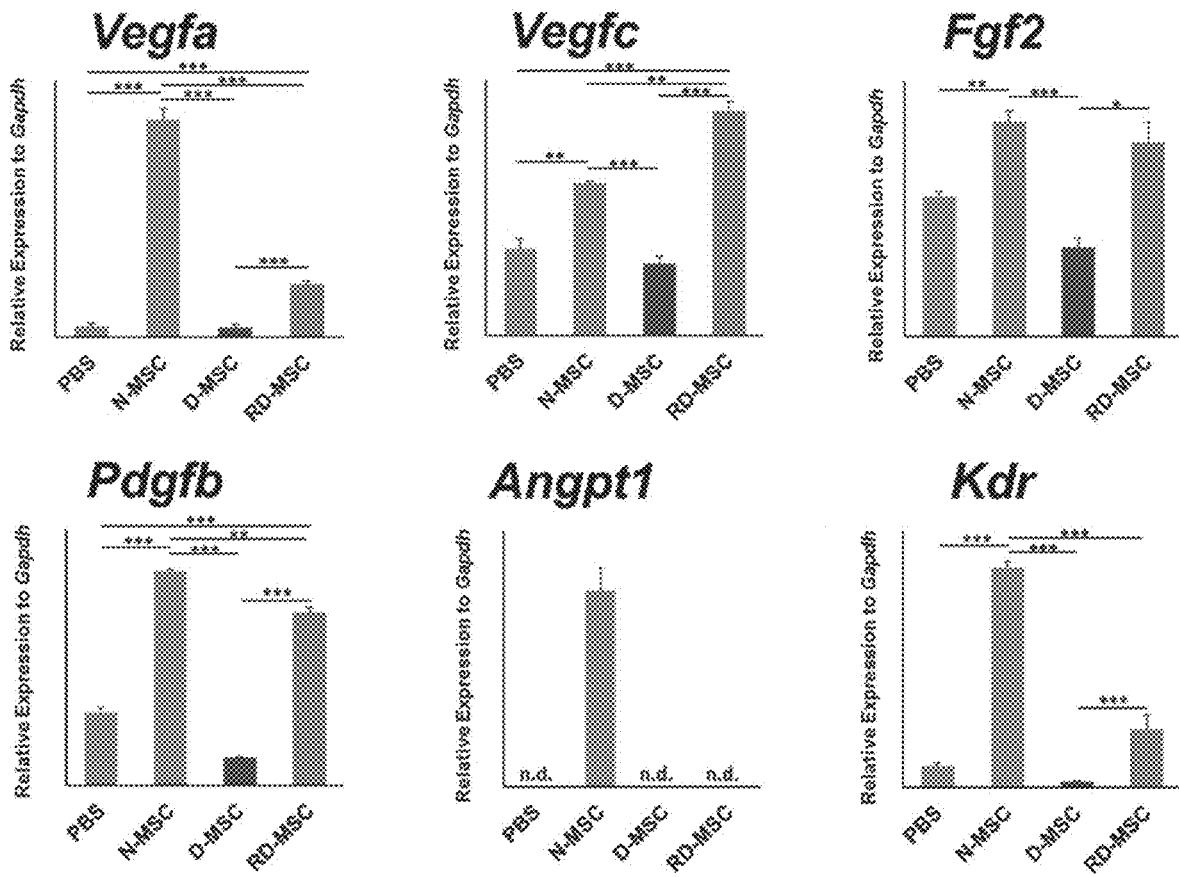 Vegfa
Relative Expression to Gapdh
***
***
***
***
***
PBS
N-MSC
D-MSC
RD-MSC
Vegfc
Relative Expression to Gapdh
***
**
***
**
***
PBS
N-MSC
D-MSC
RD-MSC
Fgf2
Relative Expression to Gapdh
**
***
*
PBS
N-MSC
D-MSC
RD-MSC
Pdgfb
Relative Expression to Gapdh
***
**
***
***
***
PBS
N-MSC
D-MSC
RD-MSC
Angpt1
Relative Expression to Gapdh
n.d.
n.d.
n.d.
PBS
N-MSC
D-MSC
RD-MSC
Kdr
Relative Expression to Gapdh
***
***
***
***
PBS
N-MSC
D-MSC
RD-MSC